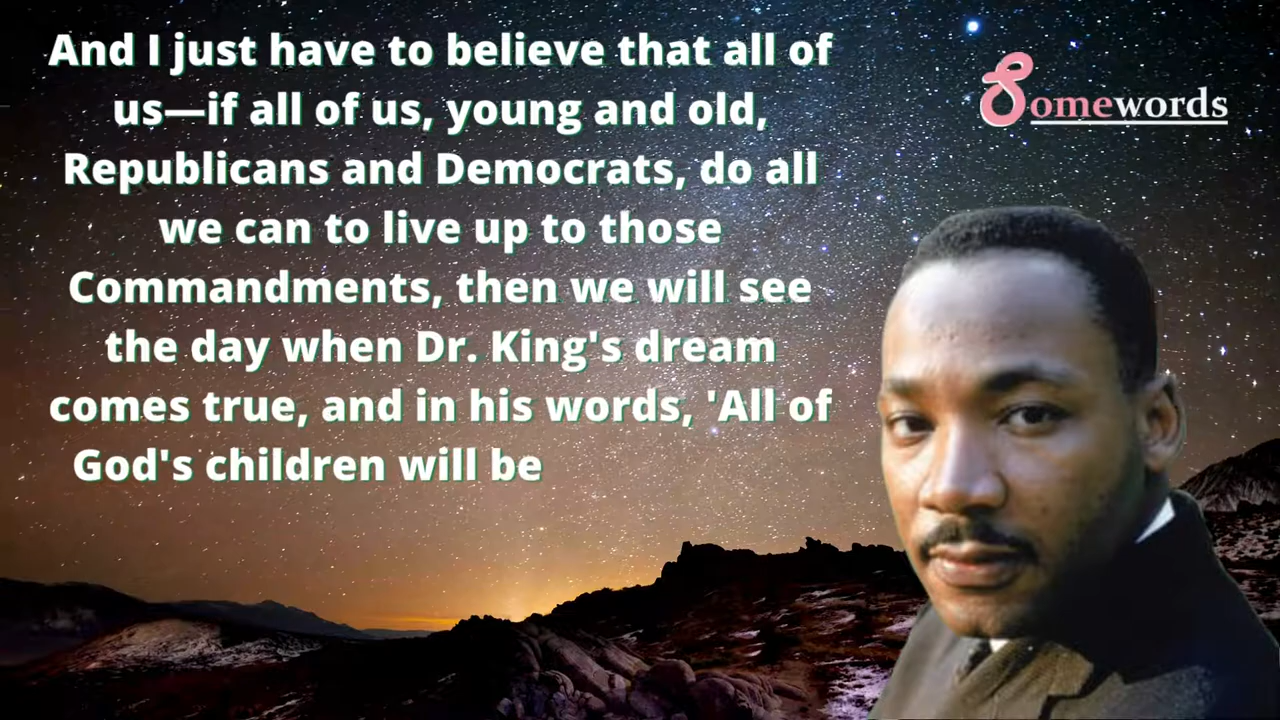 And I just have to believe that all of
us—if all of us, young and old,
Republicans and Democrats, do all
we can to live up to those
Commandments, then we will see
the day when Dr. King's dream
comes true, and in his words, 'All of
God's children will be
Somewords